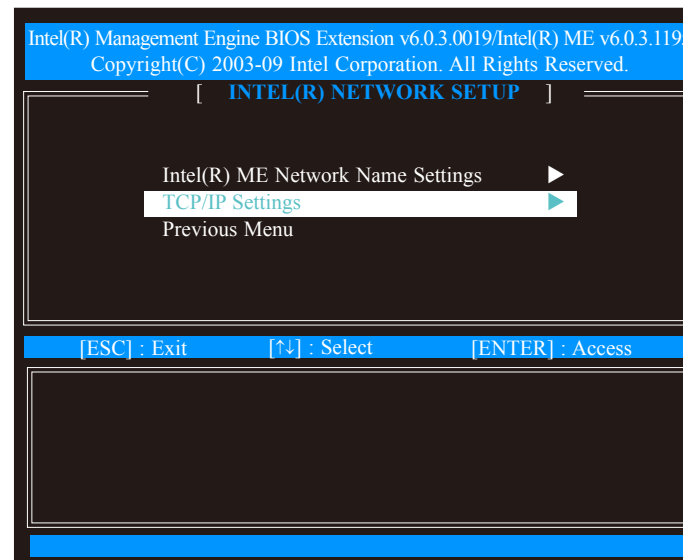 Intel(R) Management Engine BIOS Extension v6.0.3.0019/Intel(R) ME v6.0.3.119
Copyright(C) 2003-09 Intel Corporation. All Rights Reserved.
[ INTEL(R) NETWORK SETUP ]
Intel(R) ME Network Name Settings ▶
TCP/IP Settings ▶
Previous Menu
[ESC] : Exit [↑↓] : Select [ENTER] : Access